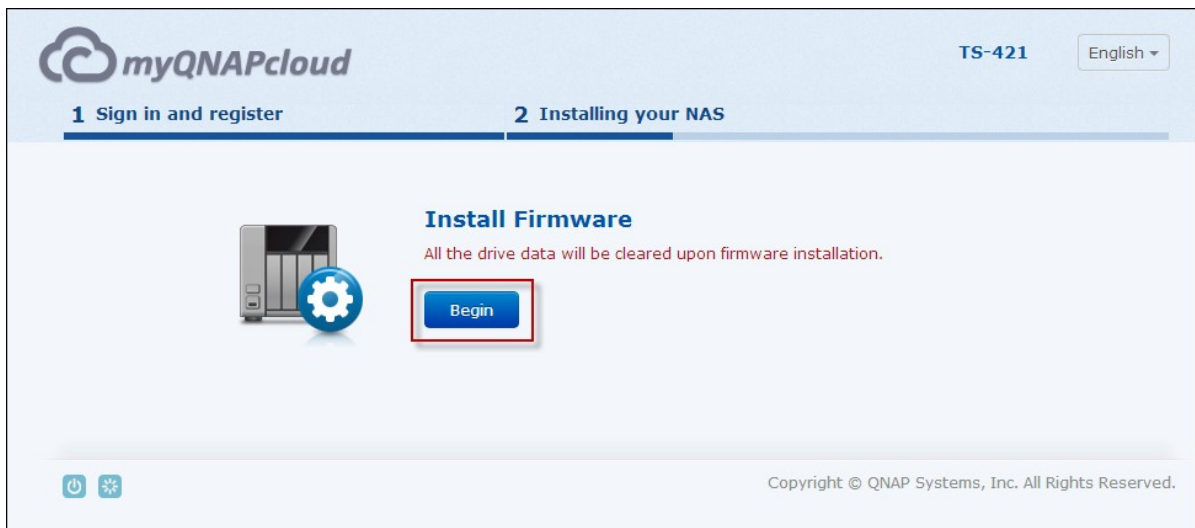 myQNAPcloud
TS-421
English
1 Sign in and register
2 Installing your NAS
Install Firmware
All the drive data will be cleared upon firmware installation.
Begin
Copyright © QNAP Systems, Inc. All Rights Reserved.